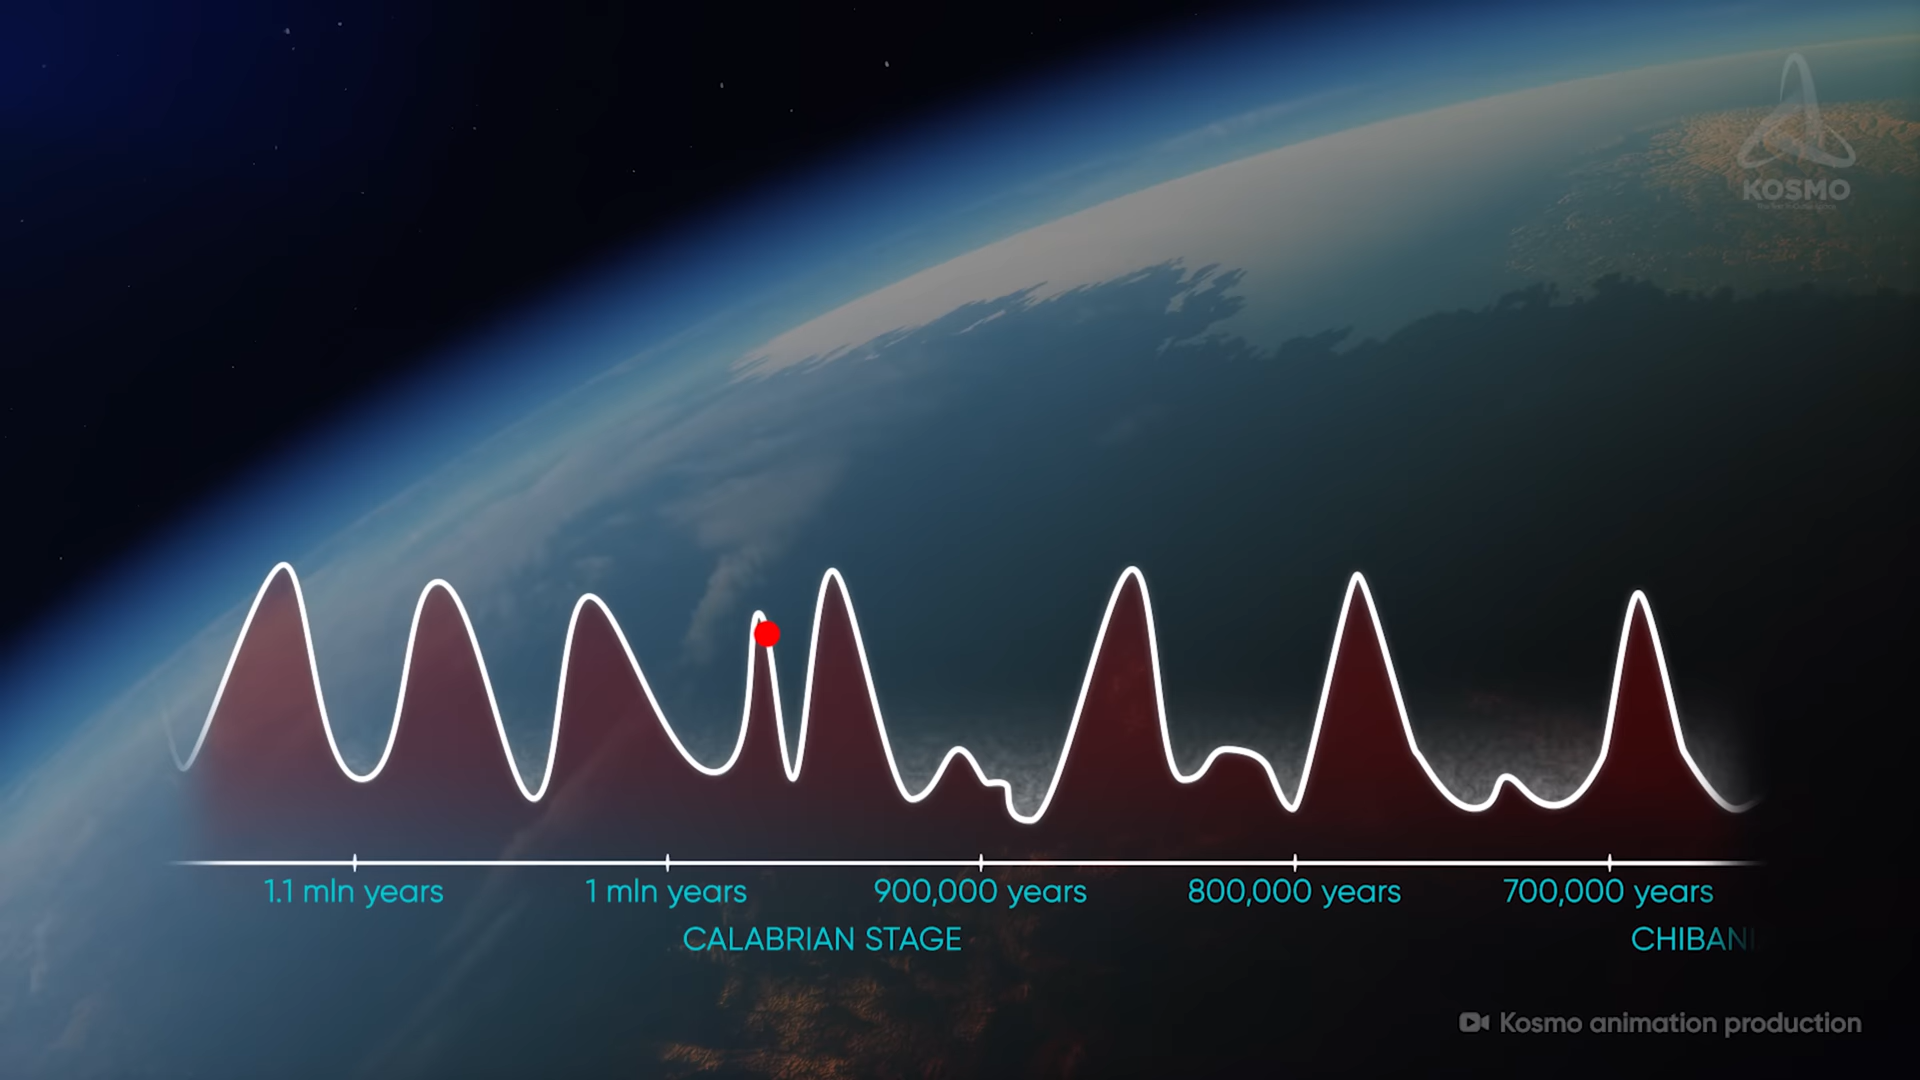 KOSMO
1.1 mln years
1 mln years
900,000 years
800,000 years
700,000 years
CALABRIAN STAGE
CHIBANI
Kosmo animation production